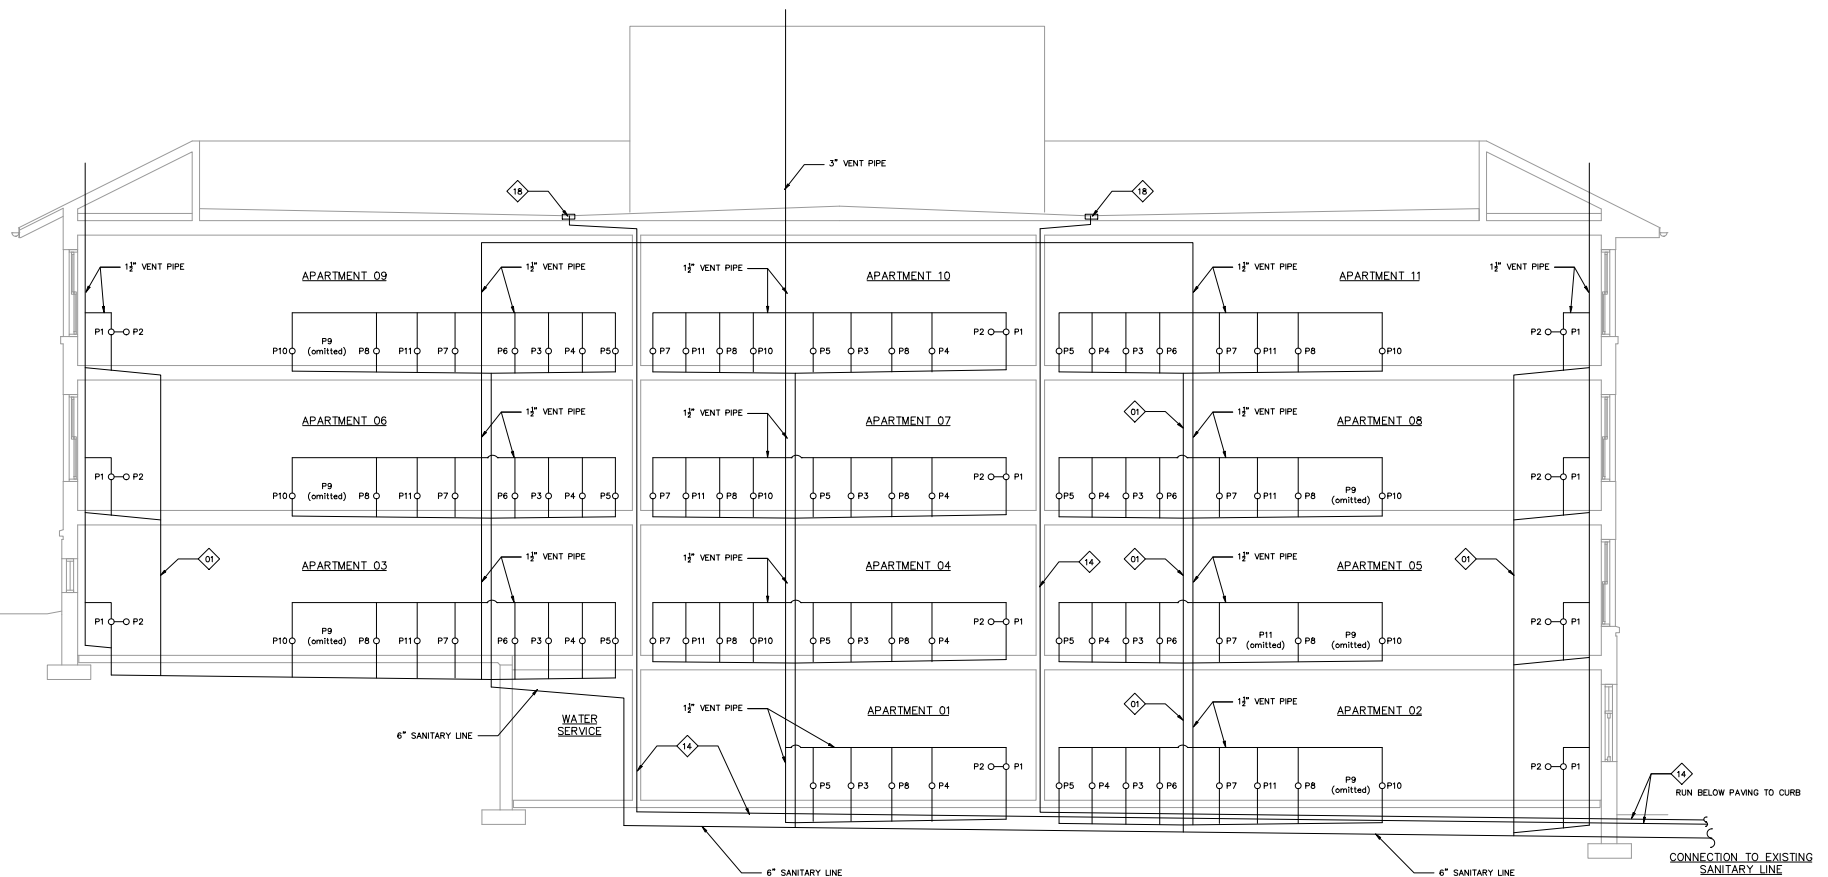 3" VENT PIPE
18
18
1½" VENT PIPE
APARTMENT 09
1½" VENT PIPE
1½" VENT PIPE
APARTMENT 10
1½" VENT PIPE
APARTMENT 11
1½" VENT PIPE
P1 P2
P10
P9
(omitted)
P8 P11 P7 P6 P3 P4 P5
P7 P11 P8 P10 P5 P3 P8 P4
P2 P1
P5 P4 P3 P6 P7 P11 P8 P10
P2 P1
APARTMENT 06
1½" VENT PIPE
1½" VENT PIPE
APARTMENT 07
01
1½" VENT PIPE
APARTMENT 08
P1 P2
P10
P9
(omitted)
P8 P11 P7 P6 P3 P4 P5
P7 P11 P8 P10 P5 P3 P8 P4
P2 P1
P5 P4 P3 P6 P7 P11 P8
P9
(omitted)
P10
P2 P1
01
APARTMENT 03
1½" VENT PIPE
1½" VENT PIPE
APARTMENT 04
14
01
1½" VENT PIPE
APARTMENT 05
01
P1 P2
P10
P9
(omitted)
P8 P11 P7 P6 P3 P4 P5
P7 P11 P8 P10 P5 P3 P8 P4
P2 P1
P5 P4 P3 P6 P7
P11
(omitted)
P8
P9
(omitted)
P10
P2 P1
6" SANITARY LINE
WATER
SERVICE
14
1½" VENT PIPE
APARTMENT 01
01
1½" VENT PIPE
APARTMENT 02
P5 P3 P8 P4
P2 P1
P5 P4 P3 P6 P7 P11 P8
P9
(omitted)
P10
P2 P1
14
RUN BELOW PAVING TO CURB
6" SANITARY LINE
6" SANITARY LINE
CONNECTION TO EXISTING
SANITARY LINE